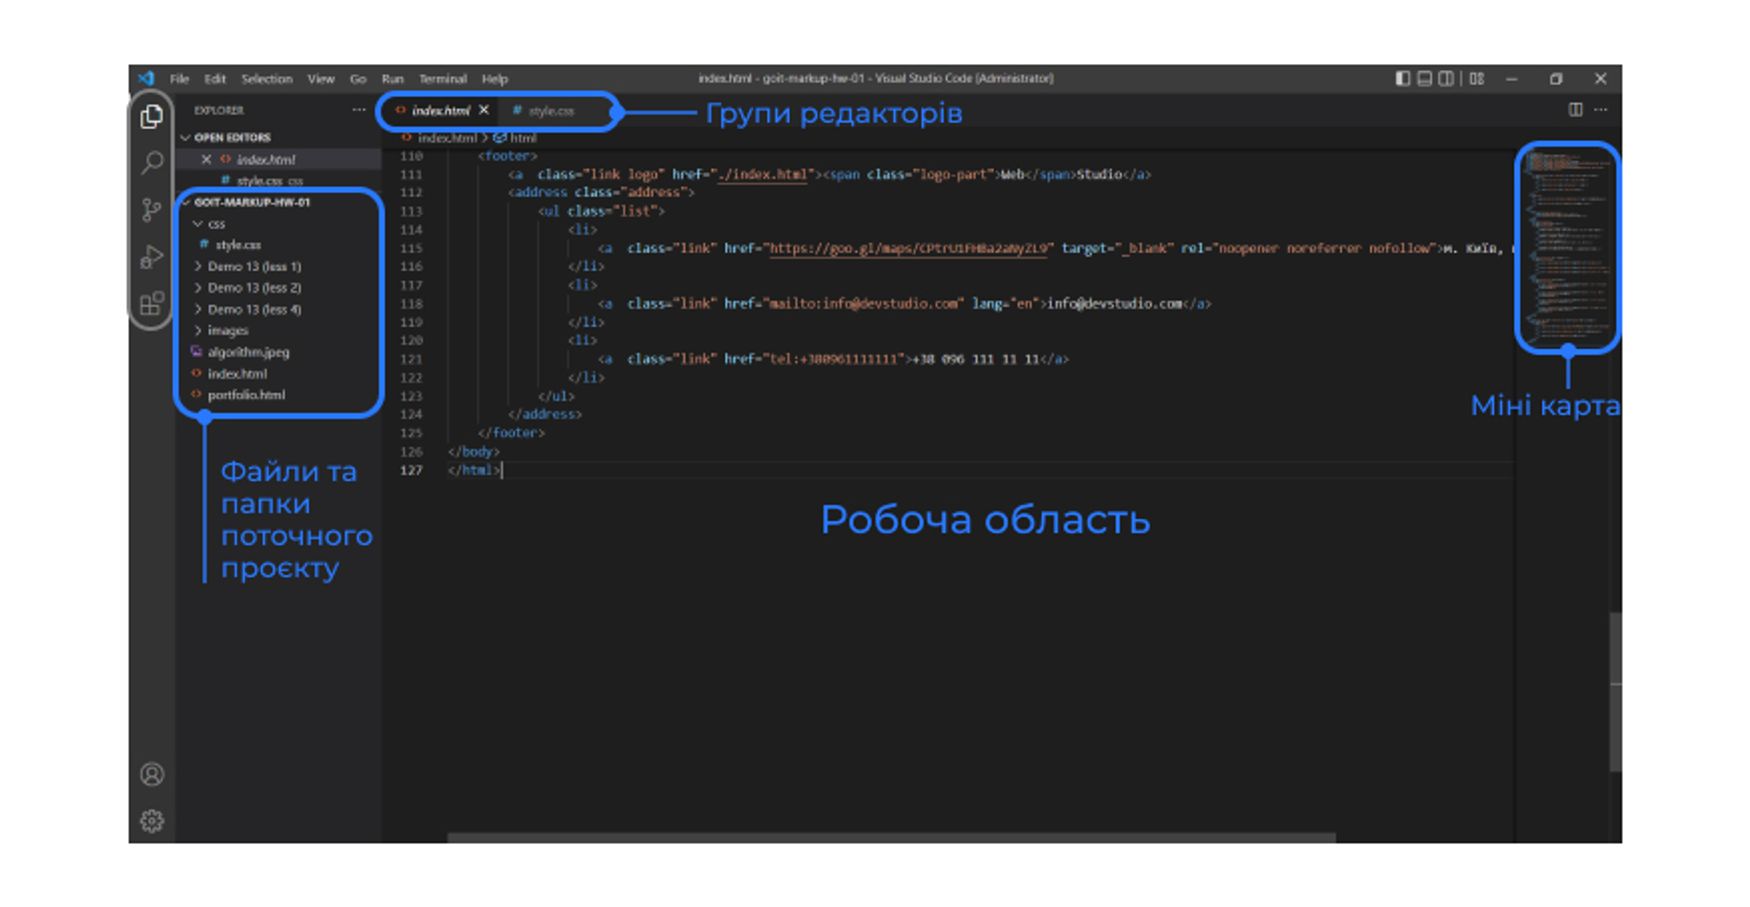 File Edit Selection View Go Run Terminal Help
index.html - goit-markup-hw-01 - Visual Studio Code [Administrator]
EXPLORER
OPEN EDITORS
index.html
style.css css
GOIT-MARKUP-HW-01
css
style.css
Demo 13 (less 1)
Demo 13 (less 2)
Demo 13 (less 4)
images
algorithm.jpeg
index.html
portfolio.html
Файли та
папки
поточного
проєкту
index.html style.css
Групи редакторів
index.html > html
110 <footer>
111 <a class="link logo" href="./index.html"><span class="logo-part">Web</span>Studio</a>
112 <address class="address">
113 <ul class="list">
114 <li>
115 <a class="link" href="https://goo.gl/maps/" target="_blank" rel="noopener noreferrer nofollow">м. Київ,
116 </li>
117 <li>
118 <a class="link" href="mailto:info@devstudio.com" lang="en">info@devstudio.com</a>
119 </li>
120 <li>
121 <a class="link" href="tel:+380961111111">+38 096 111 11 11</a>
122 </li>
123 </ul>
124 </address>
125 </footer>
126 </body>
127 </html>
Міні карта
Робоча область